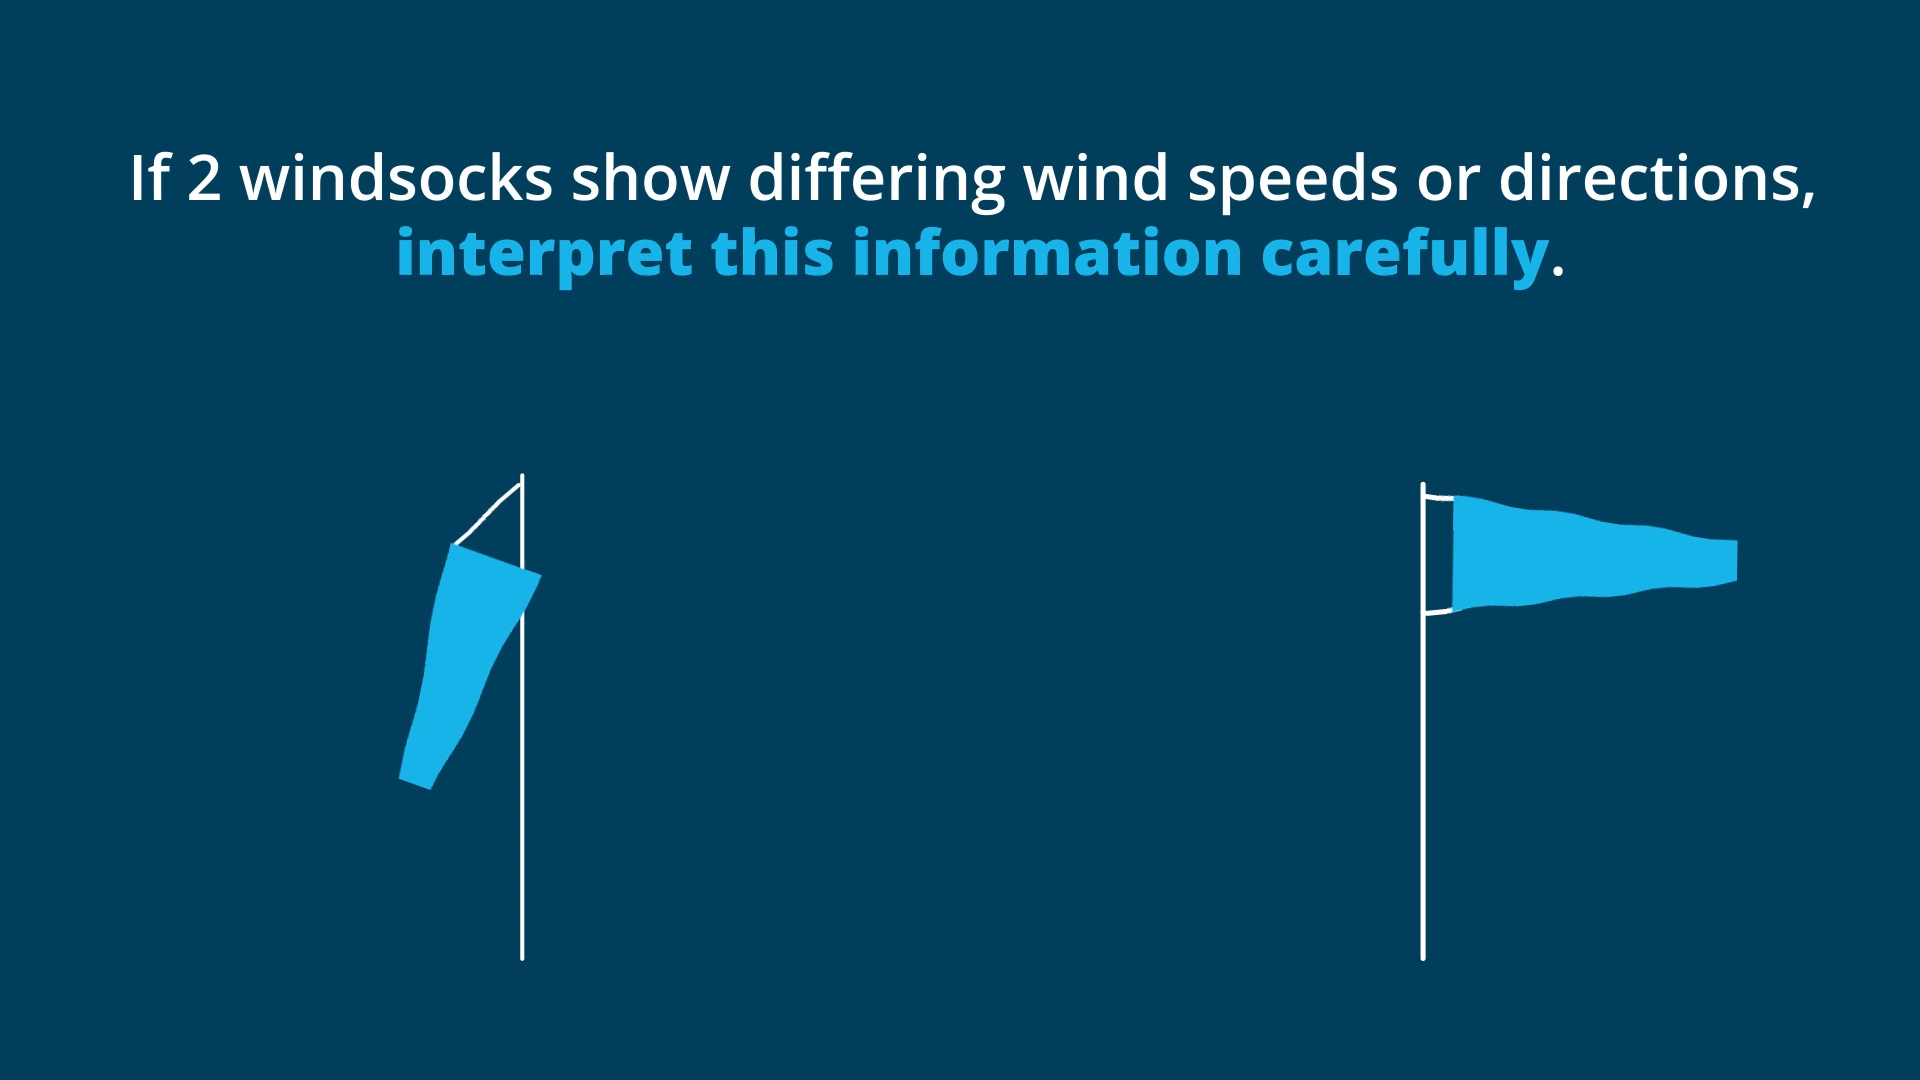 If 2 windsocks show differing wind speeds or directions,
interpret this information carefully.